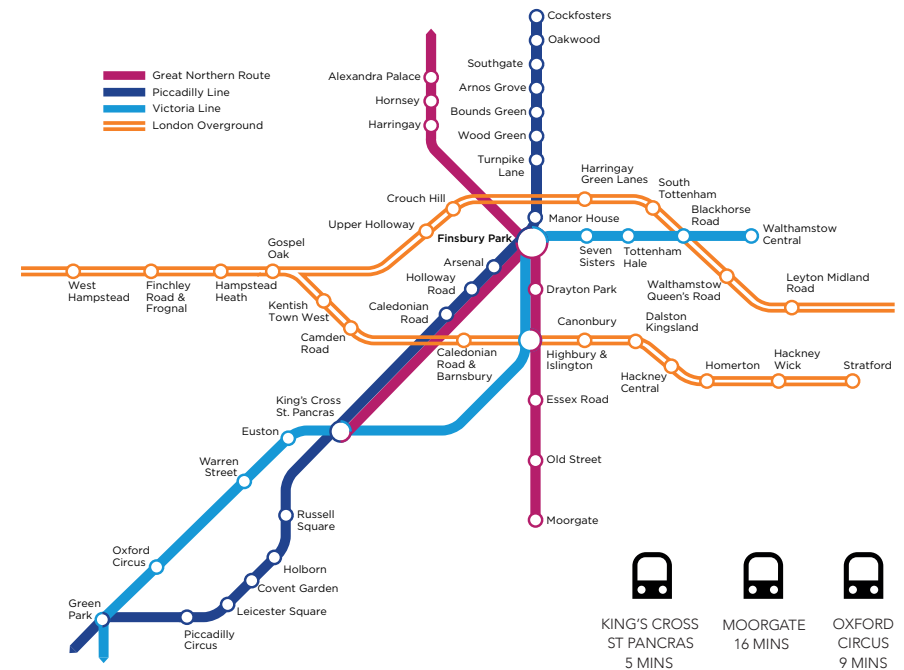 Great Northern Route
Piccadilly Line
Victoria Line
London Overground
Cockfosters
Oakwood
Southgate
Arnos Grove
Bounds Green
Wood Green
Turnpike
Lane
Manor House
Alexandra Palace
Hornsey
Harringay
Finsbury Park
Crouch Hill
Upper Holloway
Gospel
Oak
Harringay
Green Lanes
South
Tottenham
Blackhorse
Road
Walthamstow
Central
Seven
Sisters
Tottenham
Hale
Walthamstow
Queen's Road
Leyton Midland
Road
West
Hampstead
Finchley
Road &
Frognal
Hampstead
Heath
Kentish
Town West
Camden
Road
Arsenal
Holloway
Road
Caledonian
Road
Caledonian
Road &
Barnsbury
Drayton Park
Highbury &
Islington
Canonbury
Dalston
Kingsland
Hackney
Central
Homerton
Hackney
Wick
Stratford
Essex Road
Old Street
Moorgate
King's Cross
St. Pancras
Euston
Warren
Street
Oxford
Circus
Green
Park
Russell
Square
Holborn
Covent Garden
Leicester Square
Piccadilly
Circus
KING'S CROSS
ST PANCRAS
5 MINS
MOORGATE
16 MINS
OXFORD
CIRCUS
9 MINS